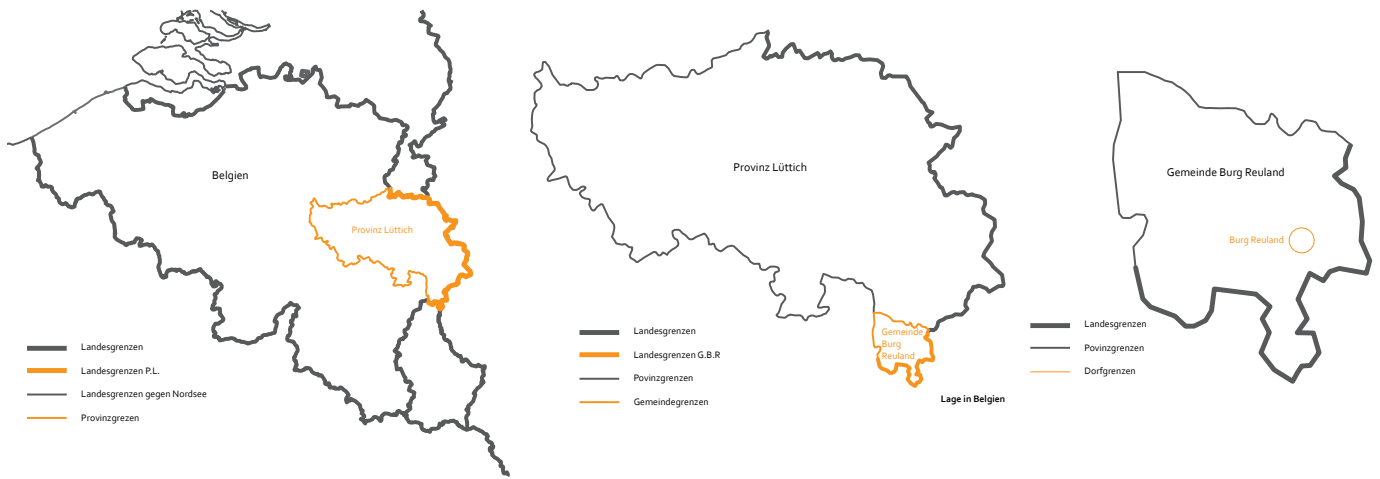 Belgien
Provinz Lüttich
Landesgrenzen
Landesgrenzen P.L.
Landesgrenzen gegen Nordsee
Provinzgrezen
Provinz Lüttich
Gemeinde
Burg
Reuland
Landesgrenzen
Landesgrenzen G.B.R
Povinzgrenzen
Gemeindegrenzen
Lage in Belgien
Gemeinde Burg Reuland
Burg Reuland
Landesgrenzen
Povinzgrenzen
Dorfgrenzen